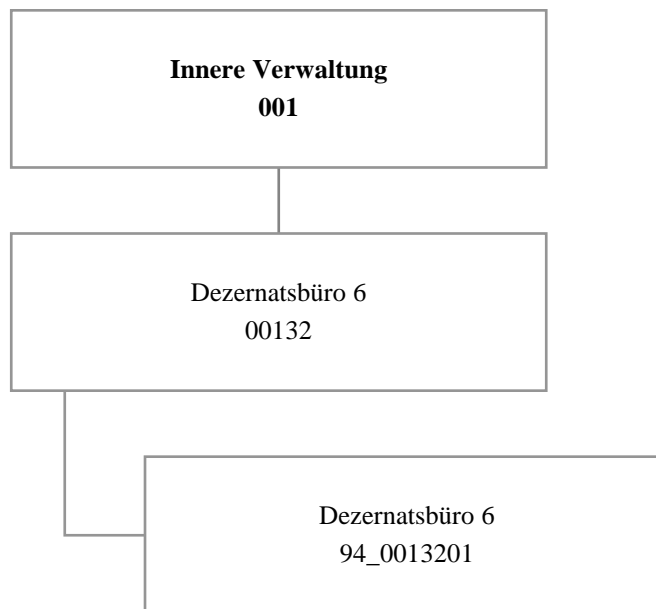 Innere Verwaltung
001
Dezernatsbüro 6
00132
Dezernatsbüro 6
94_0013201